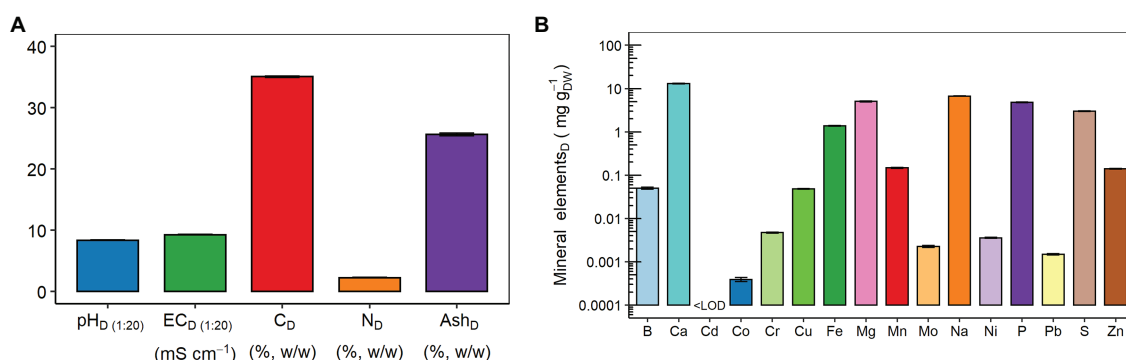 A
40
30
20
10
0
pHD (1:20) ECD (1:20) CD ND AshD
(mS cm−1) (%, w/w) (%, w/w) (%, w/w)
B
Mineral elementsD ( mg g−1DW)
100
10
1
0.1
0.01
0.001
0.0001
<LOD
B Ca Cd Co Cr Cu Fe Mg Mn Mo Na Ni P Pb S Zn